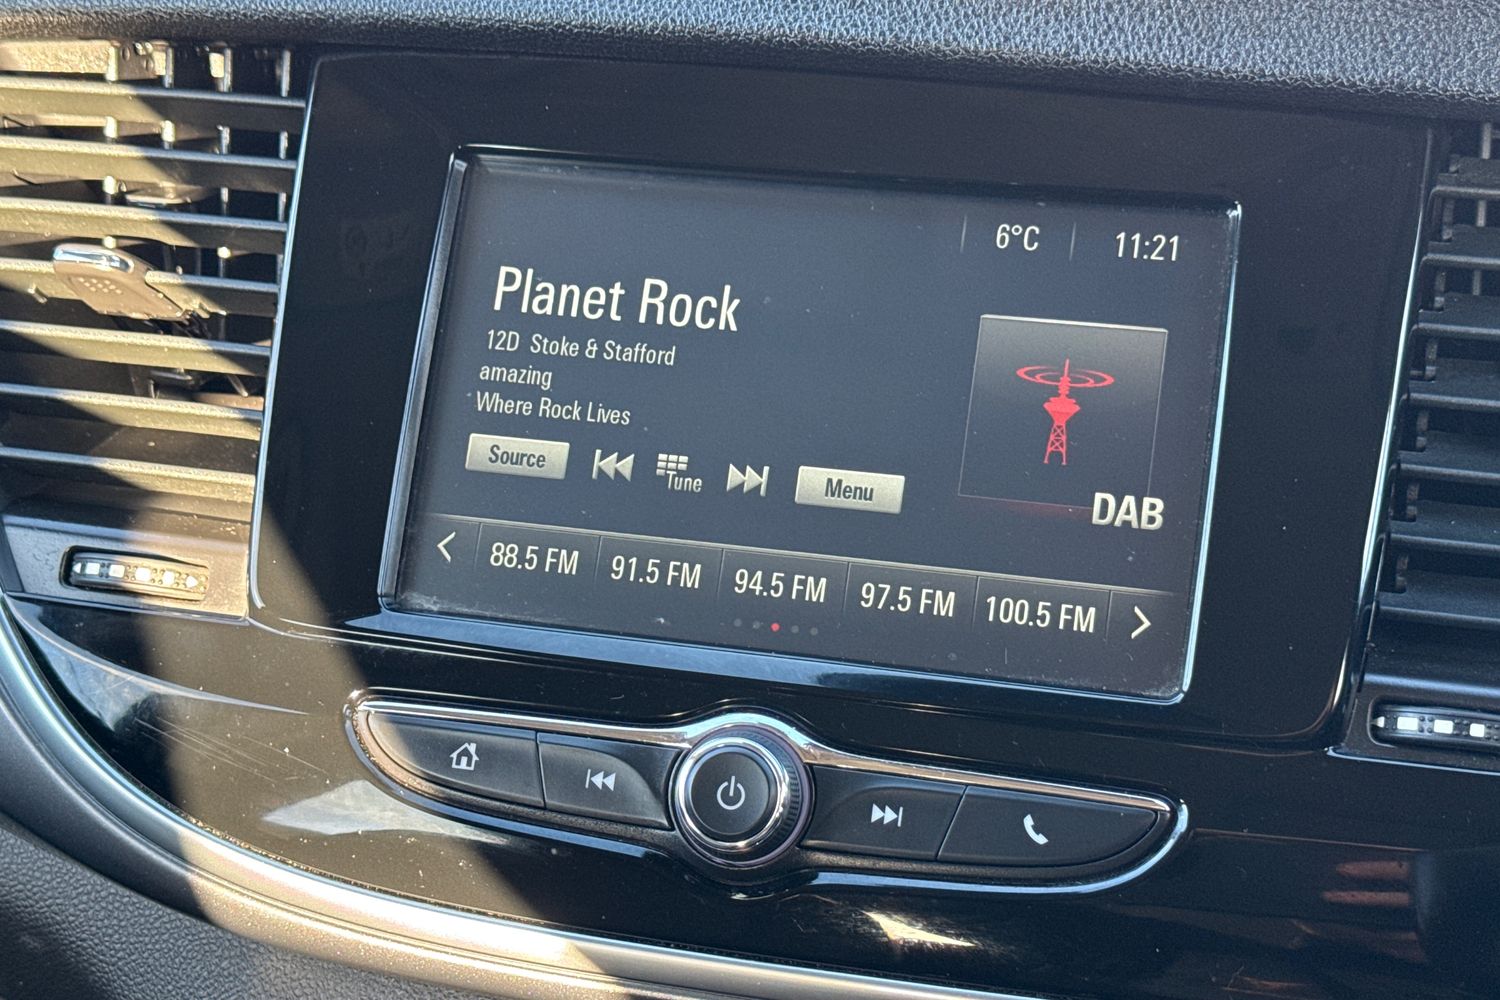 6°C 11:21
Planet Rock
12D Stoke & Stafford
amazing
Where Rock Lives
Source Tune Menu
DAB
88.5 FM 91.5 FM 94.5 FM 97.5 FM 100.5 FM